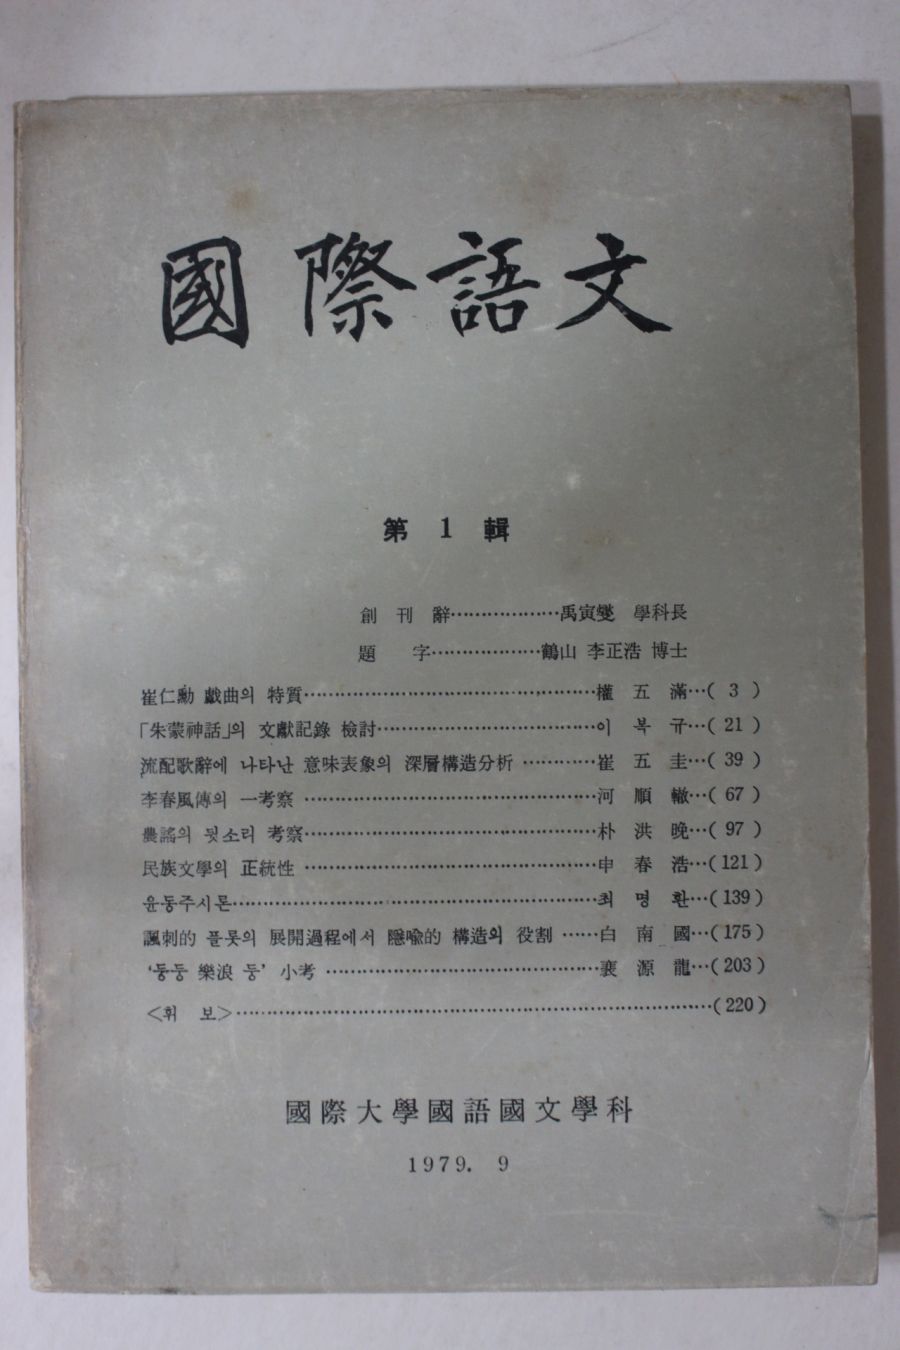 國際語文
第 1 輯
創刊辭………………禹寅燮 學科長
題字………………鶴山 李正浩 博士
崔仁勳 戱曲의 特質………………權五滿…( 3 )
「朱蒙神話」의 文獻記錄 檢討………………이복규…( 21 )
流配歌辭에 나타난 意味表象의 深層構造分析 …………崔五圭…( 39 )
李春風傳의 一考察 ………………河順轍…( 67 )
農謠의 뒷소리 考察………………朴洪晚…( 97 )
民族文學의 正統性 ………………申春浩…(121)
윤동주시론………………최명환…(139)
諷刺的 플롯의 展開過程에서 隱喩的 構造의 役割 ……白南國…(175)
‘둥둥 樂浪 둥’ 小考 ………………裵源龍…(203)
<휘 보>………………(220)
國際大學國語國文學科
1979. 9